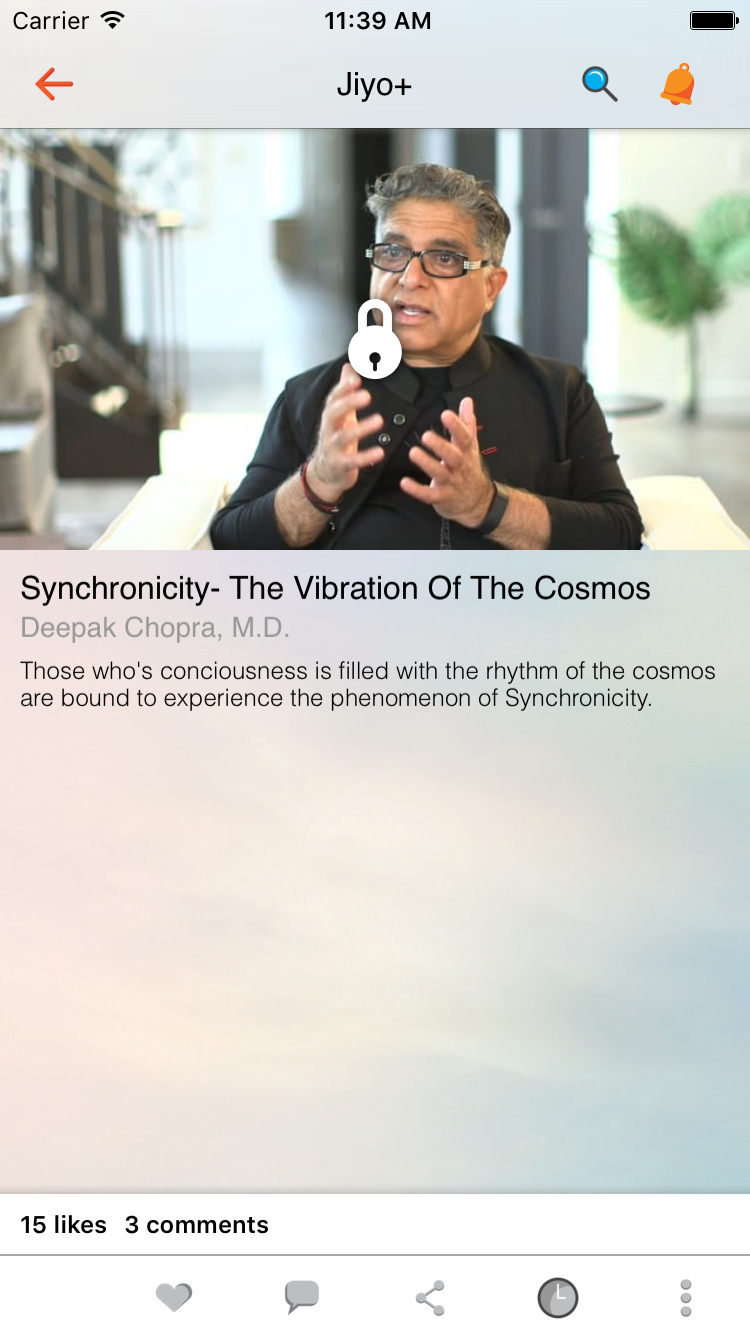 Carrier 11:39 AM
Jiyo+
Synchronicity- The Vibration Of The Cosmos
Deepak Chopra, M.D.
Those who's conciousness is filled with the rhythm of the cosmos
are bound to experience the phenomenon of Synchronicity.
15 likes 3 comments